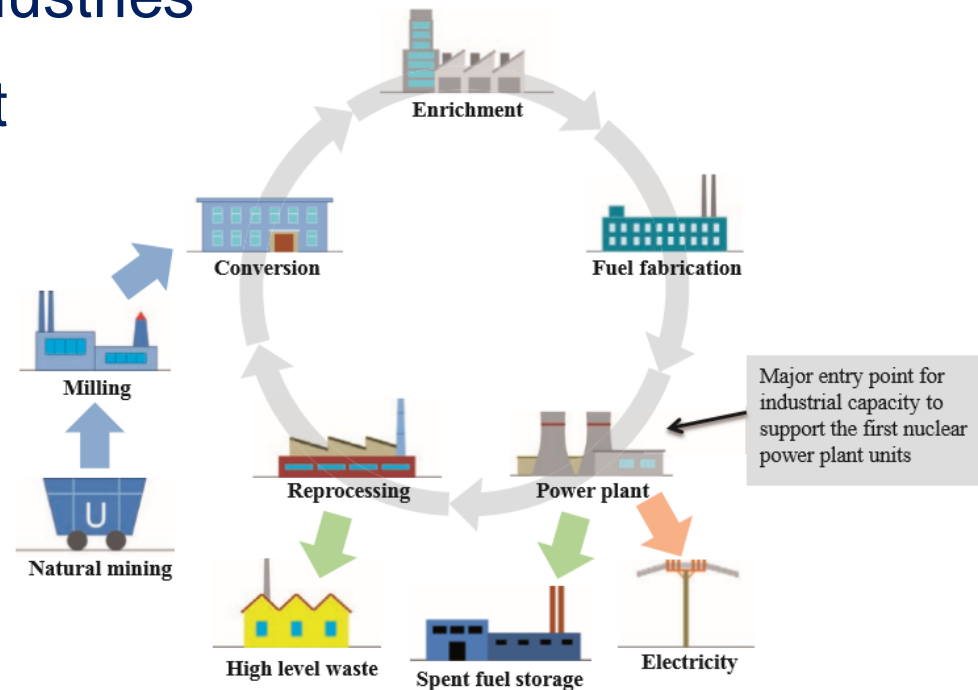 t
Enrichment
Conversion
Fuel fabrication
Milling
Major entry point for
industrial capacity to
support the first nuclear
power plant units
Reprocessing
Power plant
U
Natural mining
High level waste
Spent fuel storage
Electricity